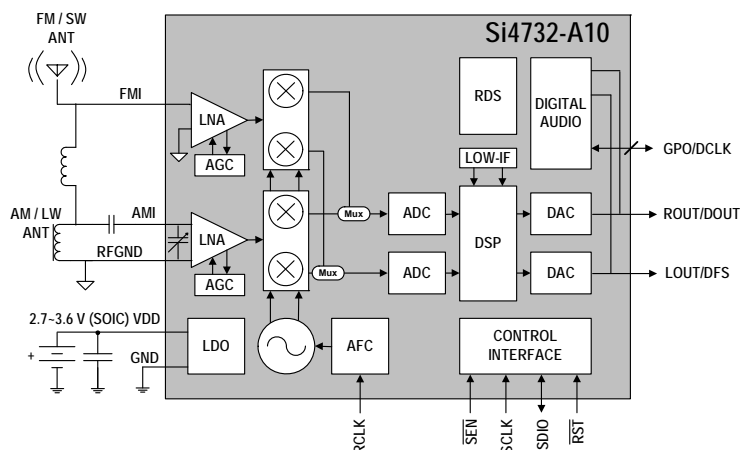 FM / SW
ANT
Si4732-A10
FMI
LNA
AGC
RDS
DIGITAL
AUDIO
GPO/DCLK
LOW-IF
AM / LW
ANT
AMI
RFGND
LNA
AGC
Mux
Mux
ADC
ADC
DSP
DAC
DAC
ROUT/DOUT
LOUT/DFS
2.7~3.6 V (SOIC) VDD
+
GND
LDO
AFC
CONTROL
INTERFACE
RCLK
SEN
SCLK
SDIO
RST